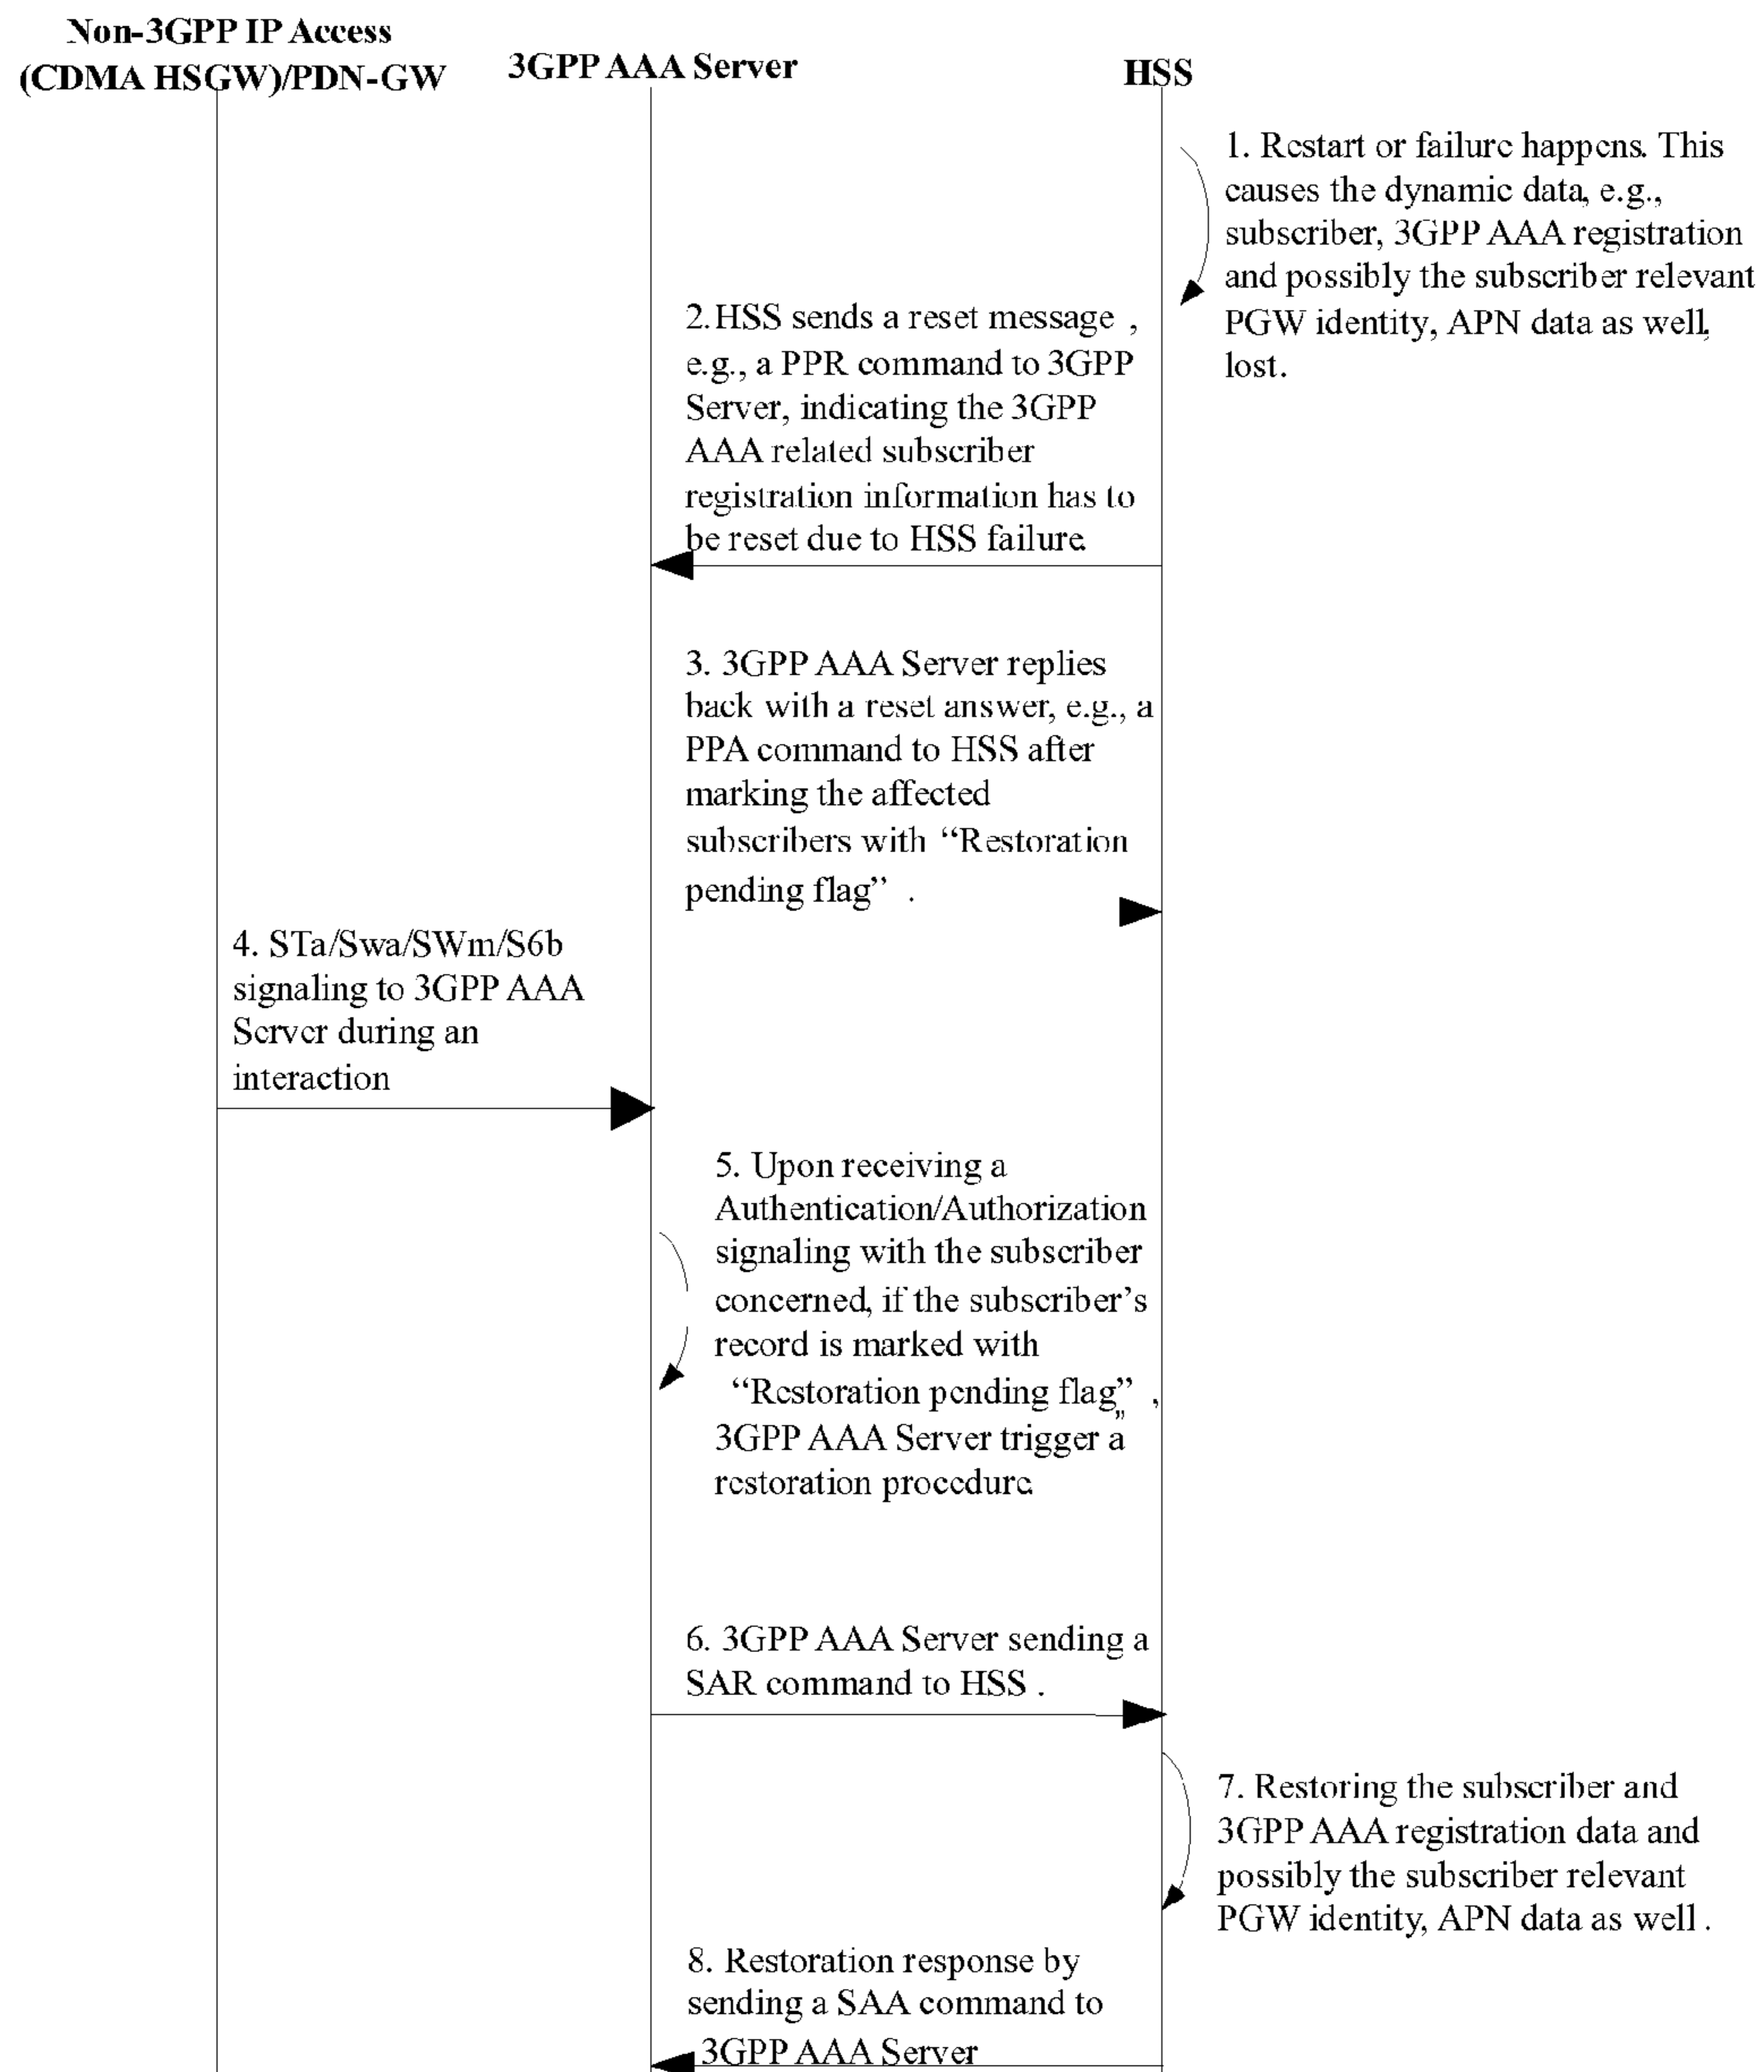 Non-3GPP IP Access
(CDMA HSGW)/PDN-GW
3GPP AAA Server
HSS
1. Restart or failure happens. This
causes the dynamic data, e.g.,
subscriber, 3GPP AAA registration
and possibly the subscriber relevant
PGW identity, APN data as well,
lost.
2.HSS sends a reset message ,
e.g., a PPR command to 3GPP
Server, indicating the 3GPP
AAA related subscriber
registration information has to
be reset due to HSS failure.
3. 3GPP AAA Server replies
back with a reset answer, e.g., a
PPA command to HSS after
marking the affected
subscribers with “Restoration
pending flag” .
4. STa/Swa/SWm/S6b
signaling to 3GPP AAA
Server during an
interaction
5. Upon receiving a
Authentication/Authorization
signaling with the subscriber
concerned, if the subscriber’s
record is marked with
“Restoration pending flag” ,
”
3GPP AAA Server trigger a
restoration procedure.
6. 3GPP AAA Server sending a
SAR command to HSS .
7. Restoring the subscriber and
3GPP AAA registration data and
possibly the subscriber relevant
PGW identity, APN data as well .
8. Restoration response by
sending a SAA command to
3GPP AAA Server